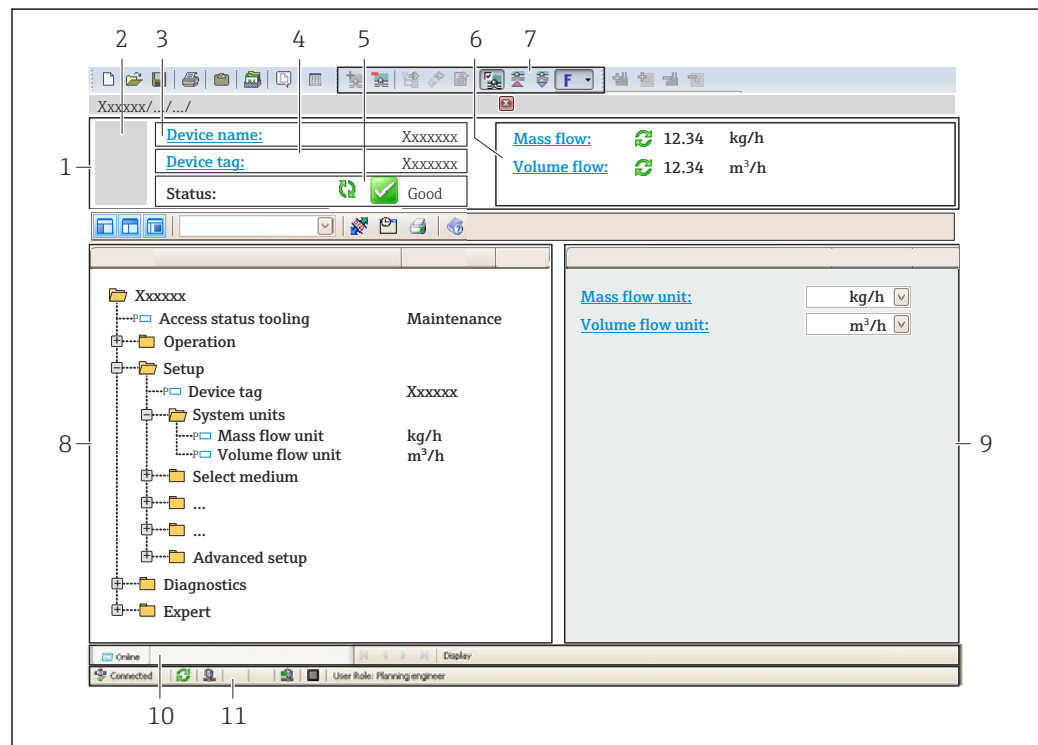 2 3 4 5 6 7
F
Xxxxxx/.../.../
1
Device name: Xxxxxxx
Device tag: Xxxxxxx
Status: Good
Mass flow: 12.34 kg/h
Volume flow: 12.34 m³/h
Xxxxxx
P Access status tooling Maintenance
Operation
Setup
P Device tag Xxxxxx
System units
P Mass flow unit kg/h
P Volume flow unit m³/h
Select medium
...
...
Advanced setup
Diagnostics
Expert
8
Mass flow unit: kg/h
Volume flow unit: m³/h
9
Online Display
Connected User Role: Planning engineer
10 11